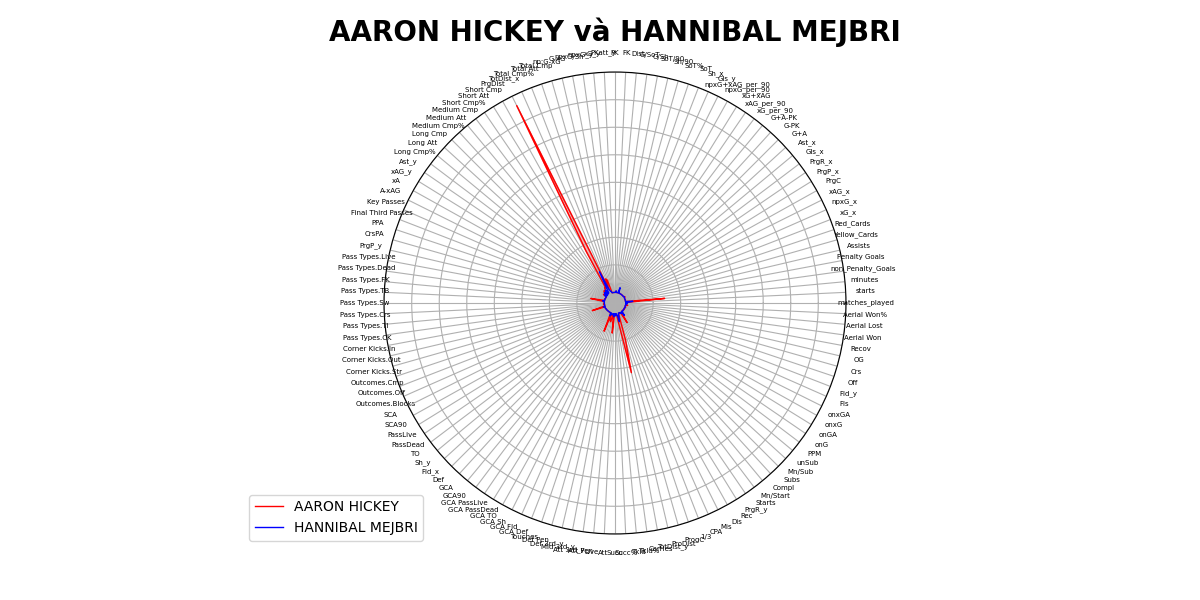 AARON HICKEY và HANNIBAL MEJBRI
Total Cmp%
TotDist_x
PrgDist
Short Cmp
Short Att
Short Cmp%
Medium Cmp
Medium Att
Medium Cmp%
Long Cmp
Long Att
Long Cmp%
Ast_y
xAG_y
xA
A-xAG
Key Passes
Final Third Passes
PPA
CrsPA
PrgP_y
Pass Types.Live
Pass Types.Dead
Pass Types.FK
Pass Types.TB
Pass Types.Sw
Pass Types.Crs
Pass Types.TI
Pass Types.CK
Corner Kicks.In
Corner Kicks.Out
Corner Kicks.Str
Outcomes.Cmp
Outcomes.Off
Outcomes.Blocks
SCA
SCA90
PassLive
PassDead
TO
Sh_y
Fld_x
Def
GCA
GCA90
GCA PassLive
GCA PassDead
GCA TO
GCA Sh
GCA Fld
GCA Def
Touches
Def Pen
SoT%
SoT
Sh_x
Gls_y
npxG+xAG_per_90
npxG_per_90
xG+xAG
xAG_per_90
xG_per_90
G+A-PK
G-PK
G+A
Ast_x
Gls_x
PrgR_x
PrgP_x
PrgC
xAG_x
npxG_x
xG_x
Red_Cards
Yellow_Cards
Assists
Penalty Goals
non_Penalty_Goals
minutes
starts
matches_played
Aerial Won%
Aerial Lost
Aerial Won
Recov
OG
Crs
Off
Fld_y
Fls
onxGA
onxG
onGA
onG
PPM
unSub
Mn/Sub
Subs
Compl
Mn/Start
Starts
PrgR_y
Rec
Dis
Mis
CPA
1/3
ProgC
AARON HICKEY
HANNIBAL MEJBRI